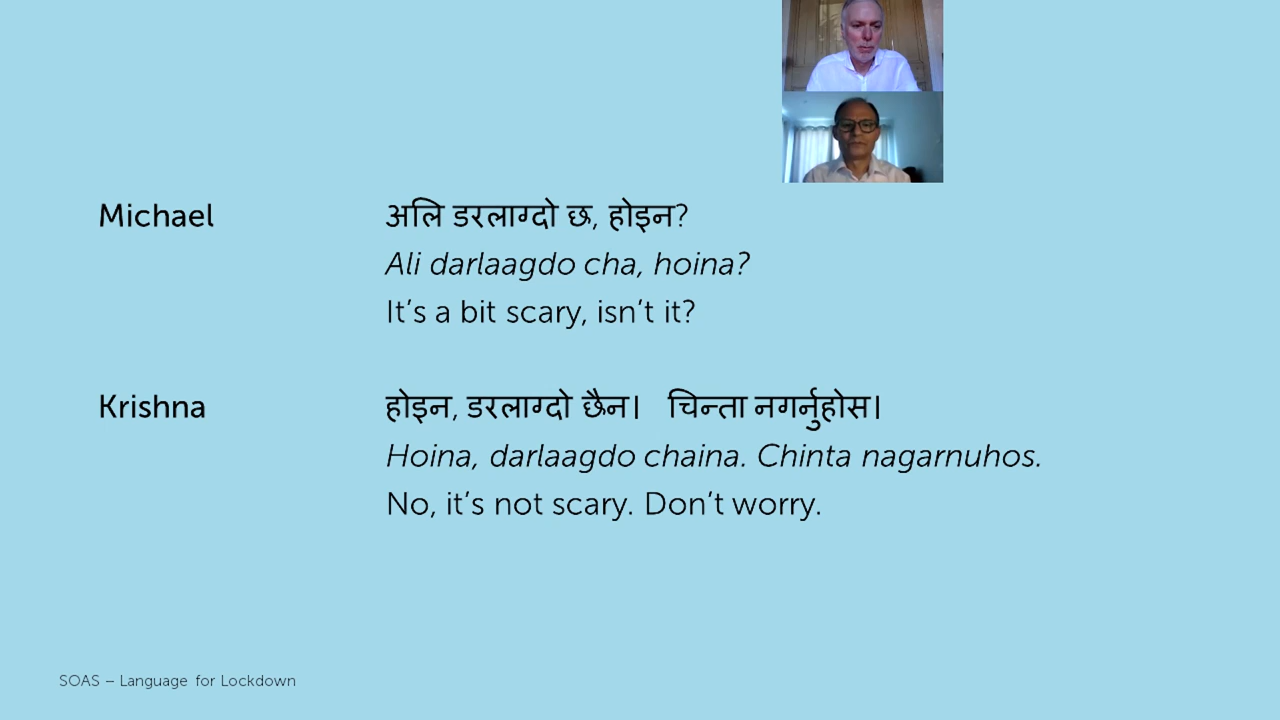 Michael
अलि डरलाग्दो छ, होइन?
Ali darlaagdo cha, hoina?
It’s a bit scary, isn’t it?
Krishna
होइन, डरलाग्दो छैन। चिन्ता नगर्नुहोस।
Hoina, darlaagdo chaina. Chinta nagarnuhos.
No, it’s not scary. Don’t worry.
SOAS – Language for Lockdown